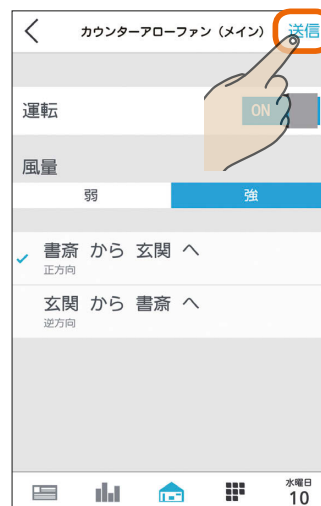 カウンターアローファン（メイン） 送信
運転 ON
風量
弱 強
書斎 から 玄関 へ
正方向
玄関 から 書斎 へ
逆方向
水曜日
10